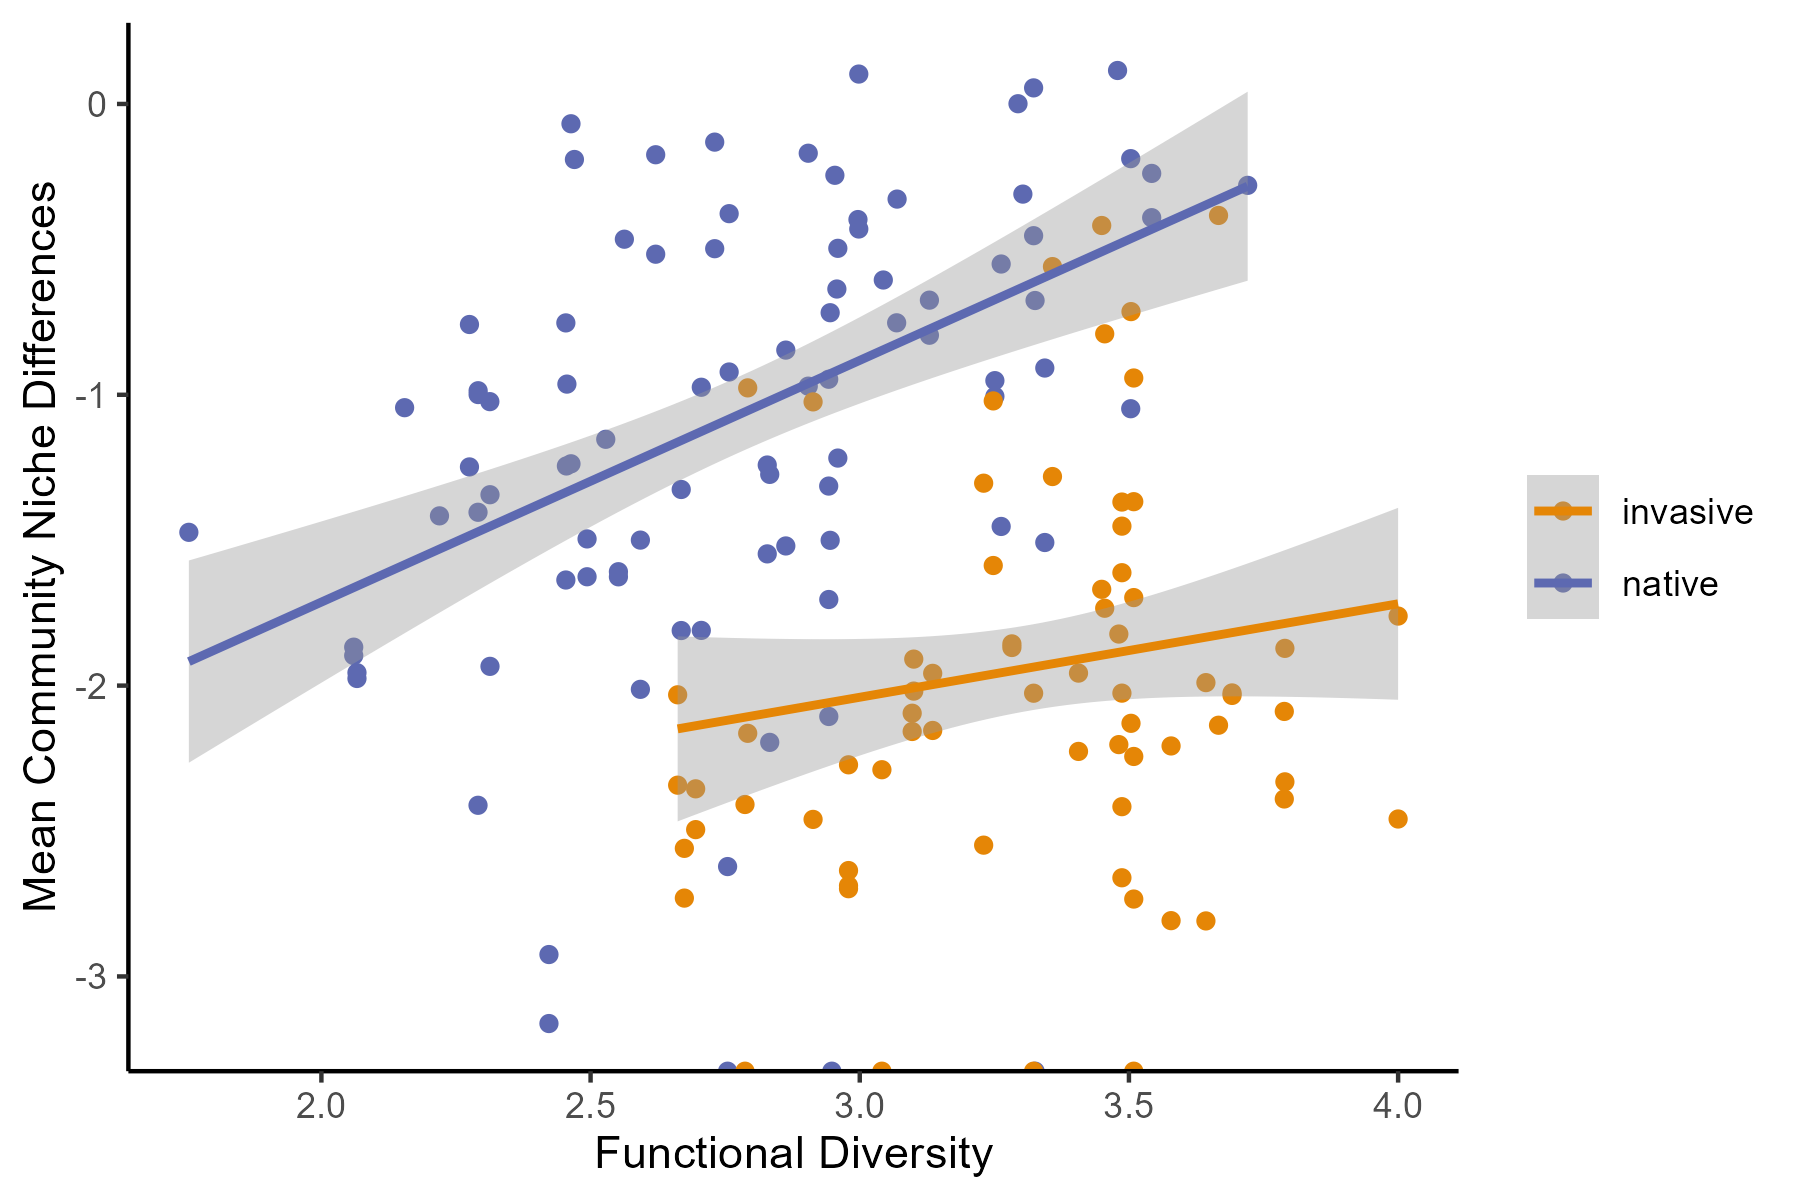 Mean Community Niche Differences
0
-1
-2
-3
2.0 2.5 3.0 3.5 4.0
Functional Diversity
invasive
native